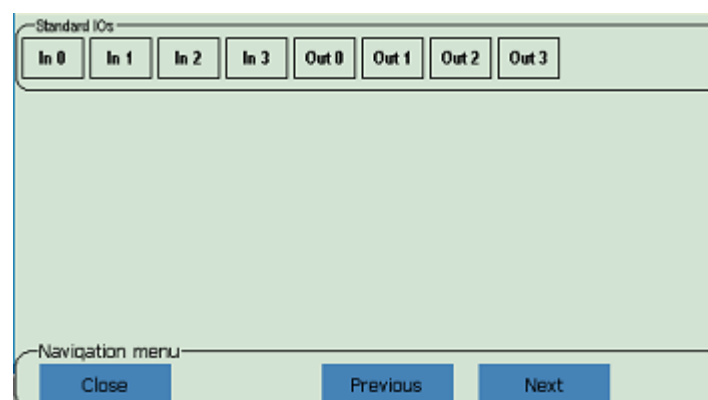 Standard IOs
In 0 In 1 In 2 In 3 Out 0 Out 1 Out 2 Out 3
Navigation menu
Close Previous Next